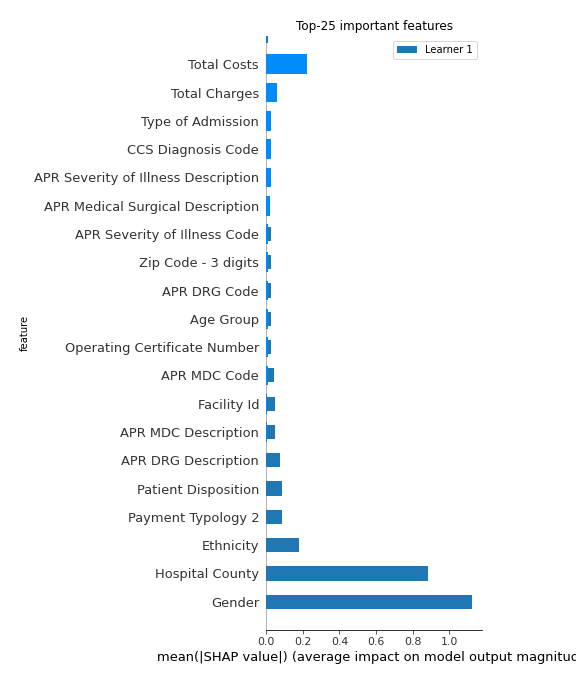 Top-25 important features
Learner 1
Total Costs
Total Charges
Type of Admission
CCS Diagnosis Code
APR Severity of Illness Description
APR Medical Surgical Description
APR Severity of Illness Code
Zip Code - 3 digits
APR DRG Code
Age Group
Operating Certificate Number
APR MDC Code
Facility Id
APR MDC Description
APR DRG Description
Patient Disposition
Payment Typology 2
Ethnicity
Hospital County
Gender
feature
0.0 0.2 0.4 0.6 0.8 1.0
mean(|SHAP value|) (average impact on model output magnitud